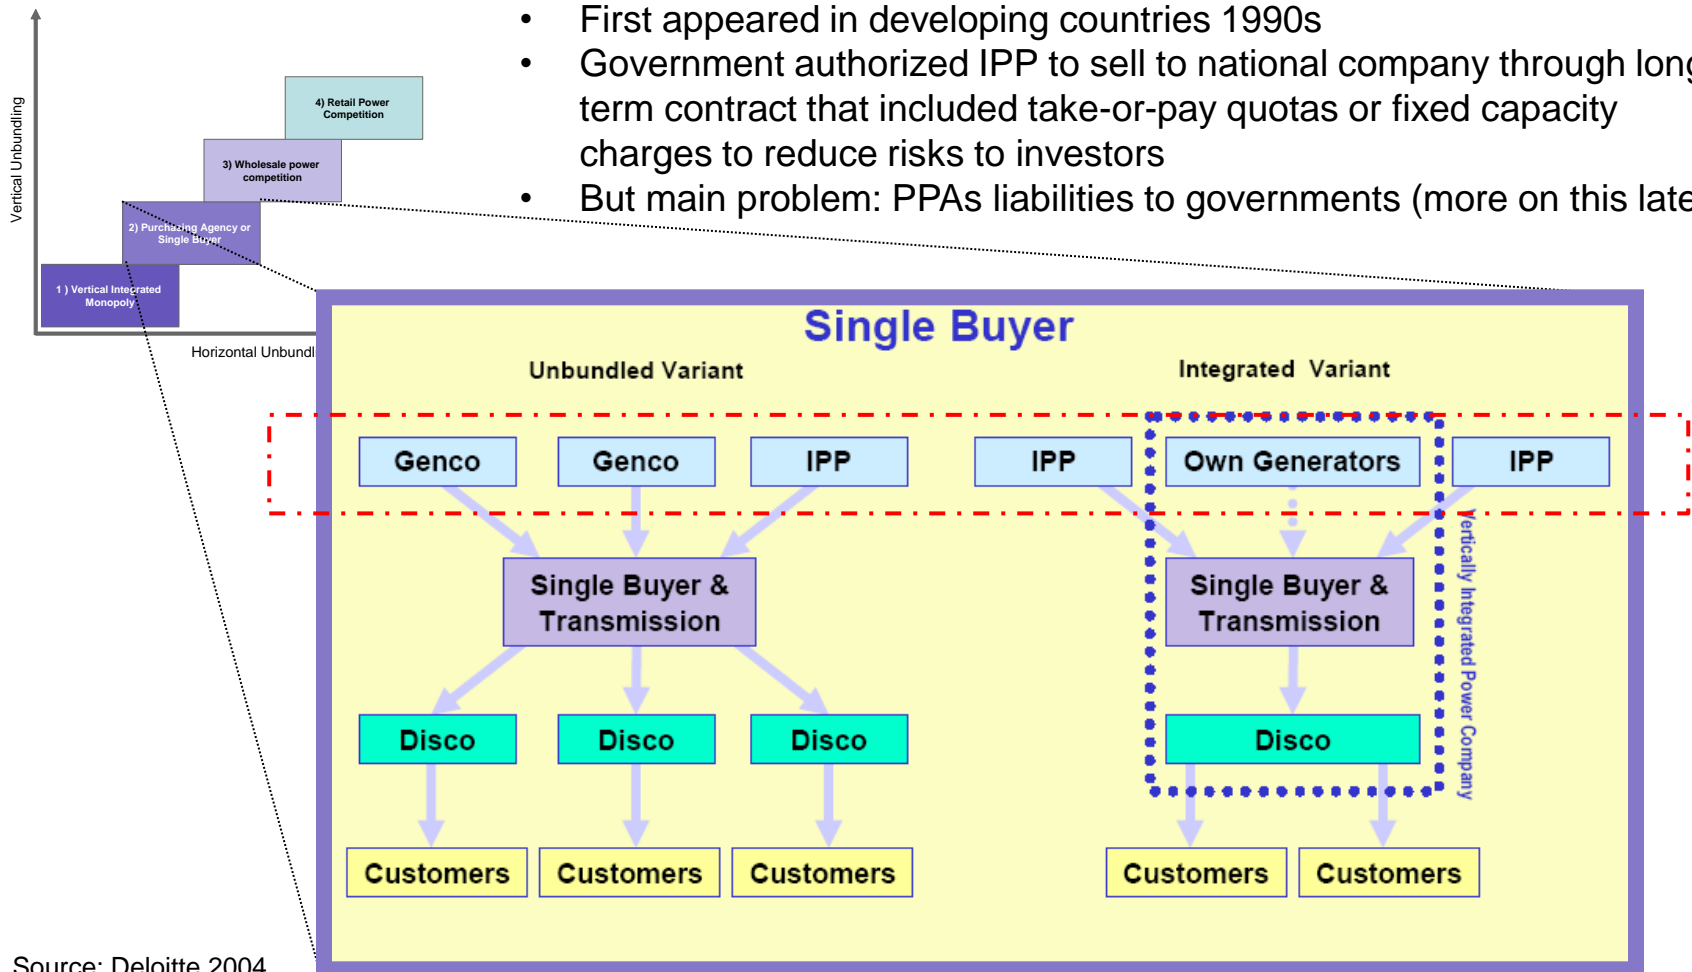 • First appeared in developing countries 1990s
• Government authorized IPP to sell to national company through long
term contract that included take-or-pay quotas or fixed capacity
charges to reduce risks to investors
• But main problem: PPAs liabilities to governments (more on this late
Vertical Unbundling
4) Retail Power
Competition
3) Wholesale power
competition
2) Purchasing Agency or
Single Buyer
1 ) Vertical Integrated
Monopoly
Horizontal Unbundl
Single Buyer
Unbundled Variant
Integrated Variant
Genco
Genco
IPP
IPP
Own Generators
IPP
Single Buyer &
Transmission
Single Buyer &
Transmission
Vertically Integrated Power Company
Disco
Disco
Disco
Disco
Customers
Customers
Customers
Customers
Customers
Source: Deloitte 2004